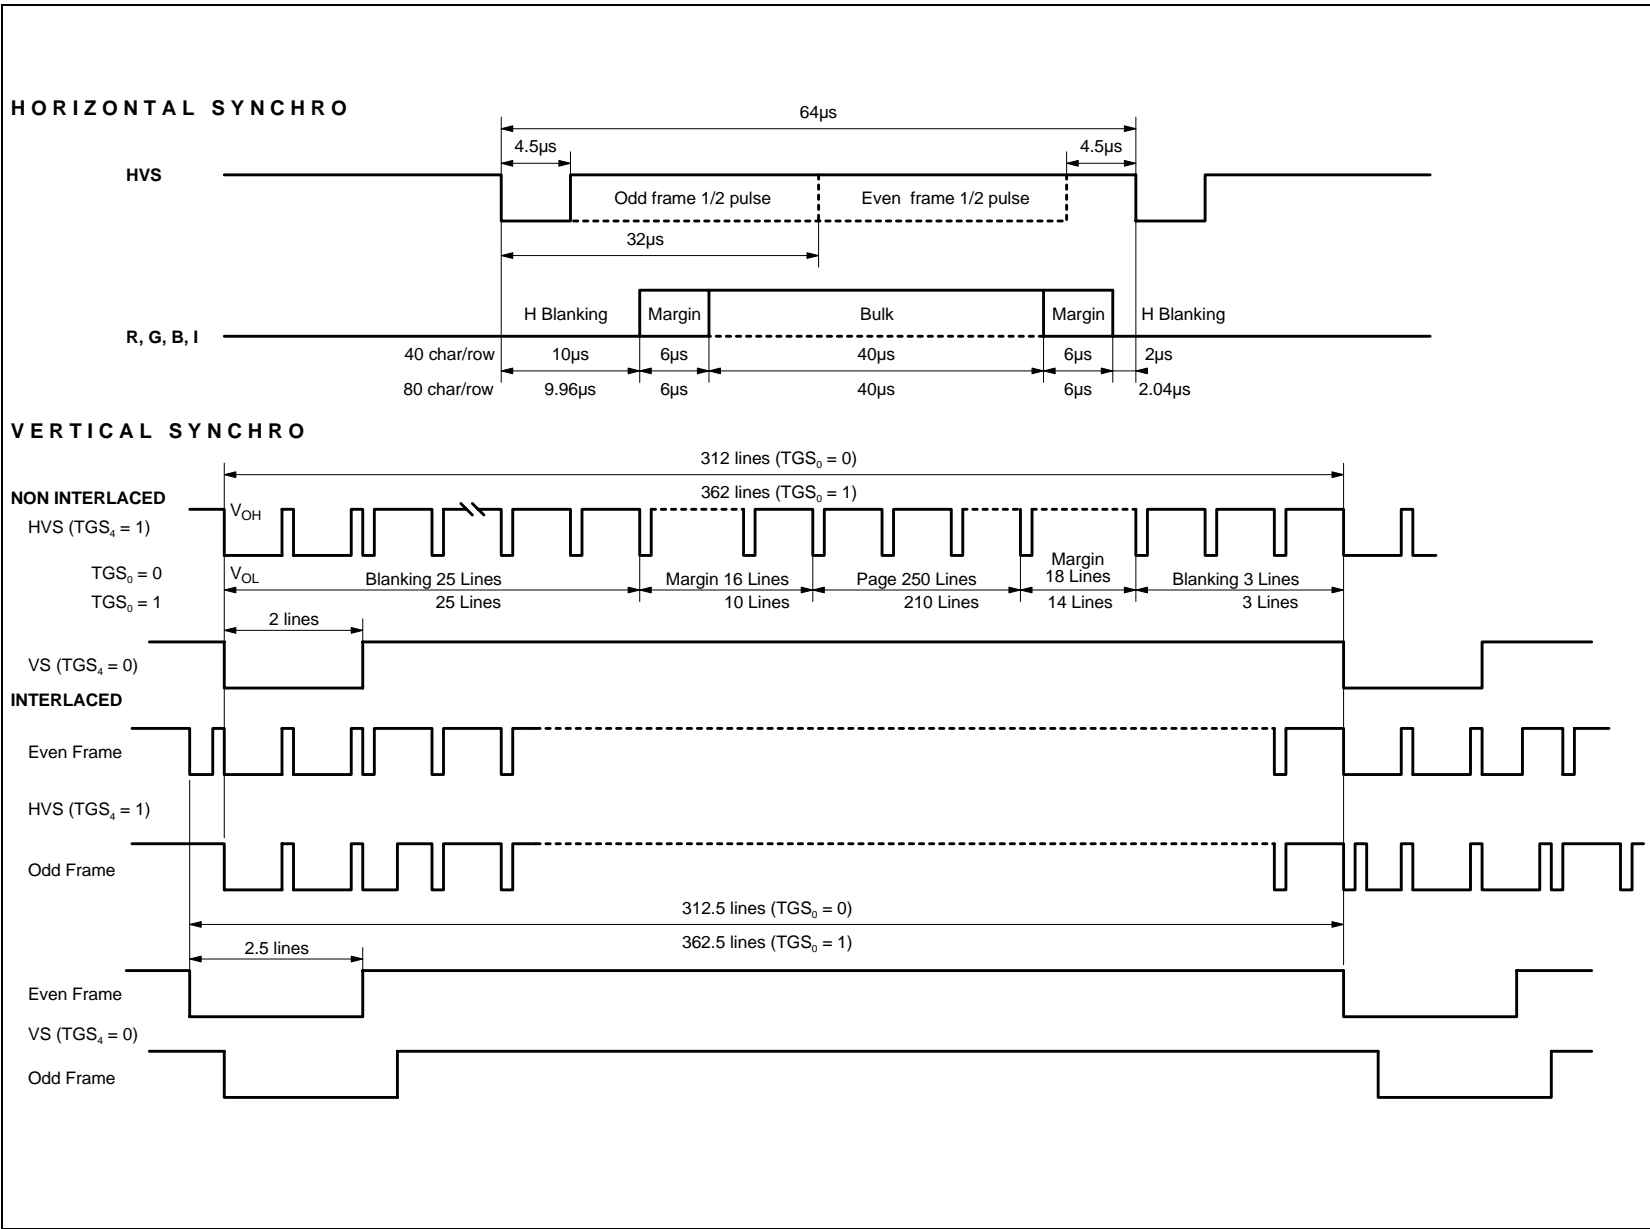 HORIZONTAL SYNCHRO
64µs
4.5µs 4.5µs
HVS
Odd frame 1/2 pulse Even frame 1/2 pulse
32µs
H Blanking Margin Bulk Margin H Blanking
R, G, B, I
40 char/row 10µs 6µs 40µs 6µs 2µs
80 char/row 9.96µs 6µs 40µs 6µs 2.04µs
VERTICAL SYNCHRO
312 lines (TGS0 = 0)
NON INTERLACED 362 lines (TGS0 = 1)
HVS (TGS4 = 1) VOH
TGS0 = 0 VOL Blanking 25 Lines Margin 16 Lines Page 250 Lines Margin 18 Lines Blanking 3 Lines
TGS0 = 1 25 Lines 10 Lines 210 Lines 14 Lines 3 Lines
2 lines
VS (TGS4 = 0)
INTERLACED
Even Frame
HVS (TGS4 = 1)
Odd Frame
312.5 lines (TGS0 = 0)
2.5 lines 362.5 lines (TGS0 = 1)
Even Frame
VS (TGS4 = 0)
Odd Frame